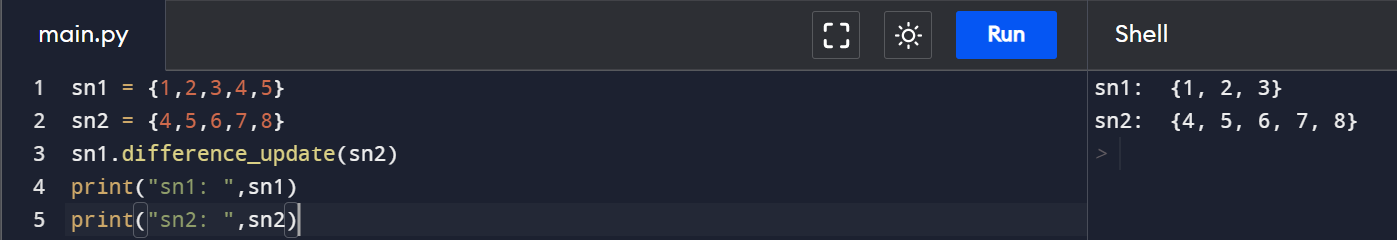 main.py
Run
Shell
1 sn1 = {1,2,3,4,5}
2 sn2 = {4,5,6,7,8}
3 sn1.difference_update(sn2)
4 print("sn1: ",sn1)
5 print("sn2: ",sn2)
sn1:  {1, 2, 3}
sn2:  {4, 5, 6, 7, 8}
>